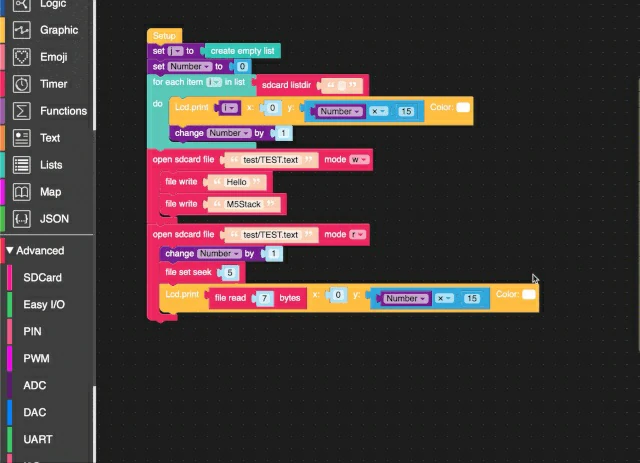 Logic
Graphic
Emoji
Timer
Functions
Text
Lists
Map
JSON
Advanced
SDCard
Easy I/O
PIN
PWM
ADC
DAC
UART
Setup
set j to create empty list
set Number to 0
for each item i in list sdcard listdir “ ”
do Lcd.print i x: 0 y: Number × 15 Color:
change Number by 1
open sdcard file “ test/TEST.text ” mode w
file write “ Hello ”
file write “ M5Stack ”
open sdcard file “ test/TEST.text ” mode r
change Number by 1
file set seek 5
Lcd.print file read 7 bytes x: 0 y: Number × 15 Color: